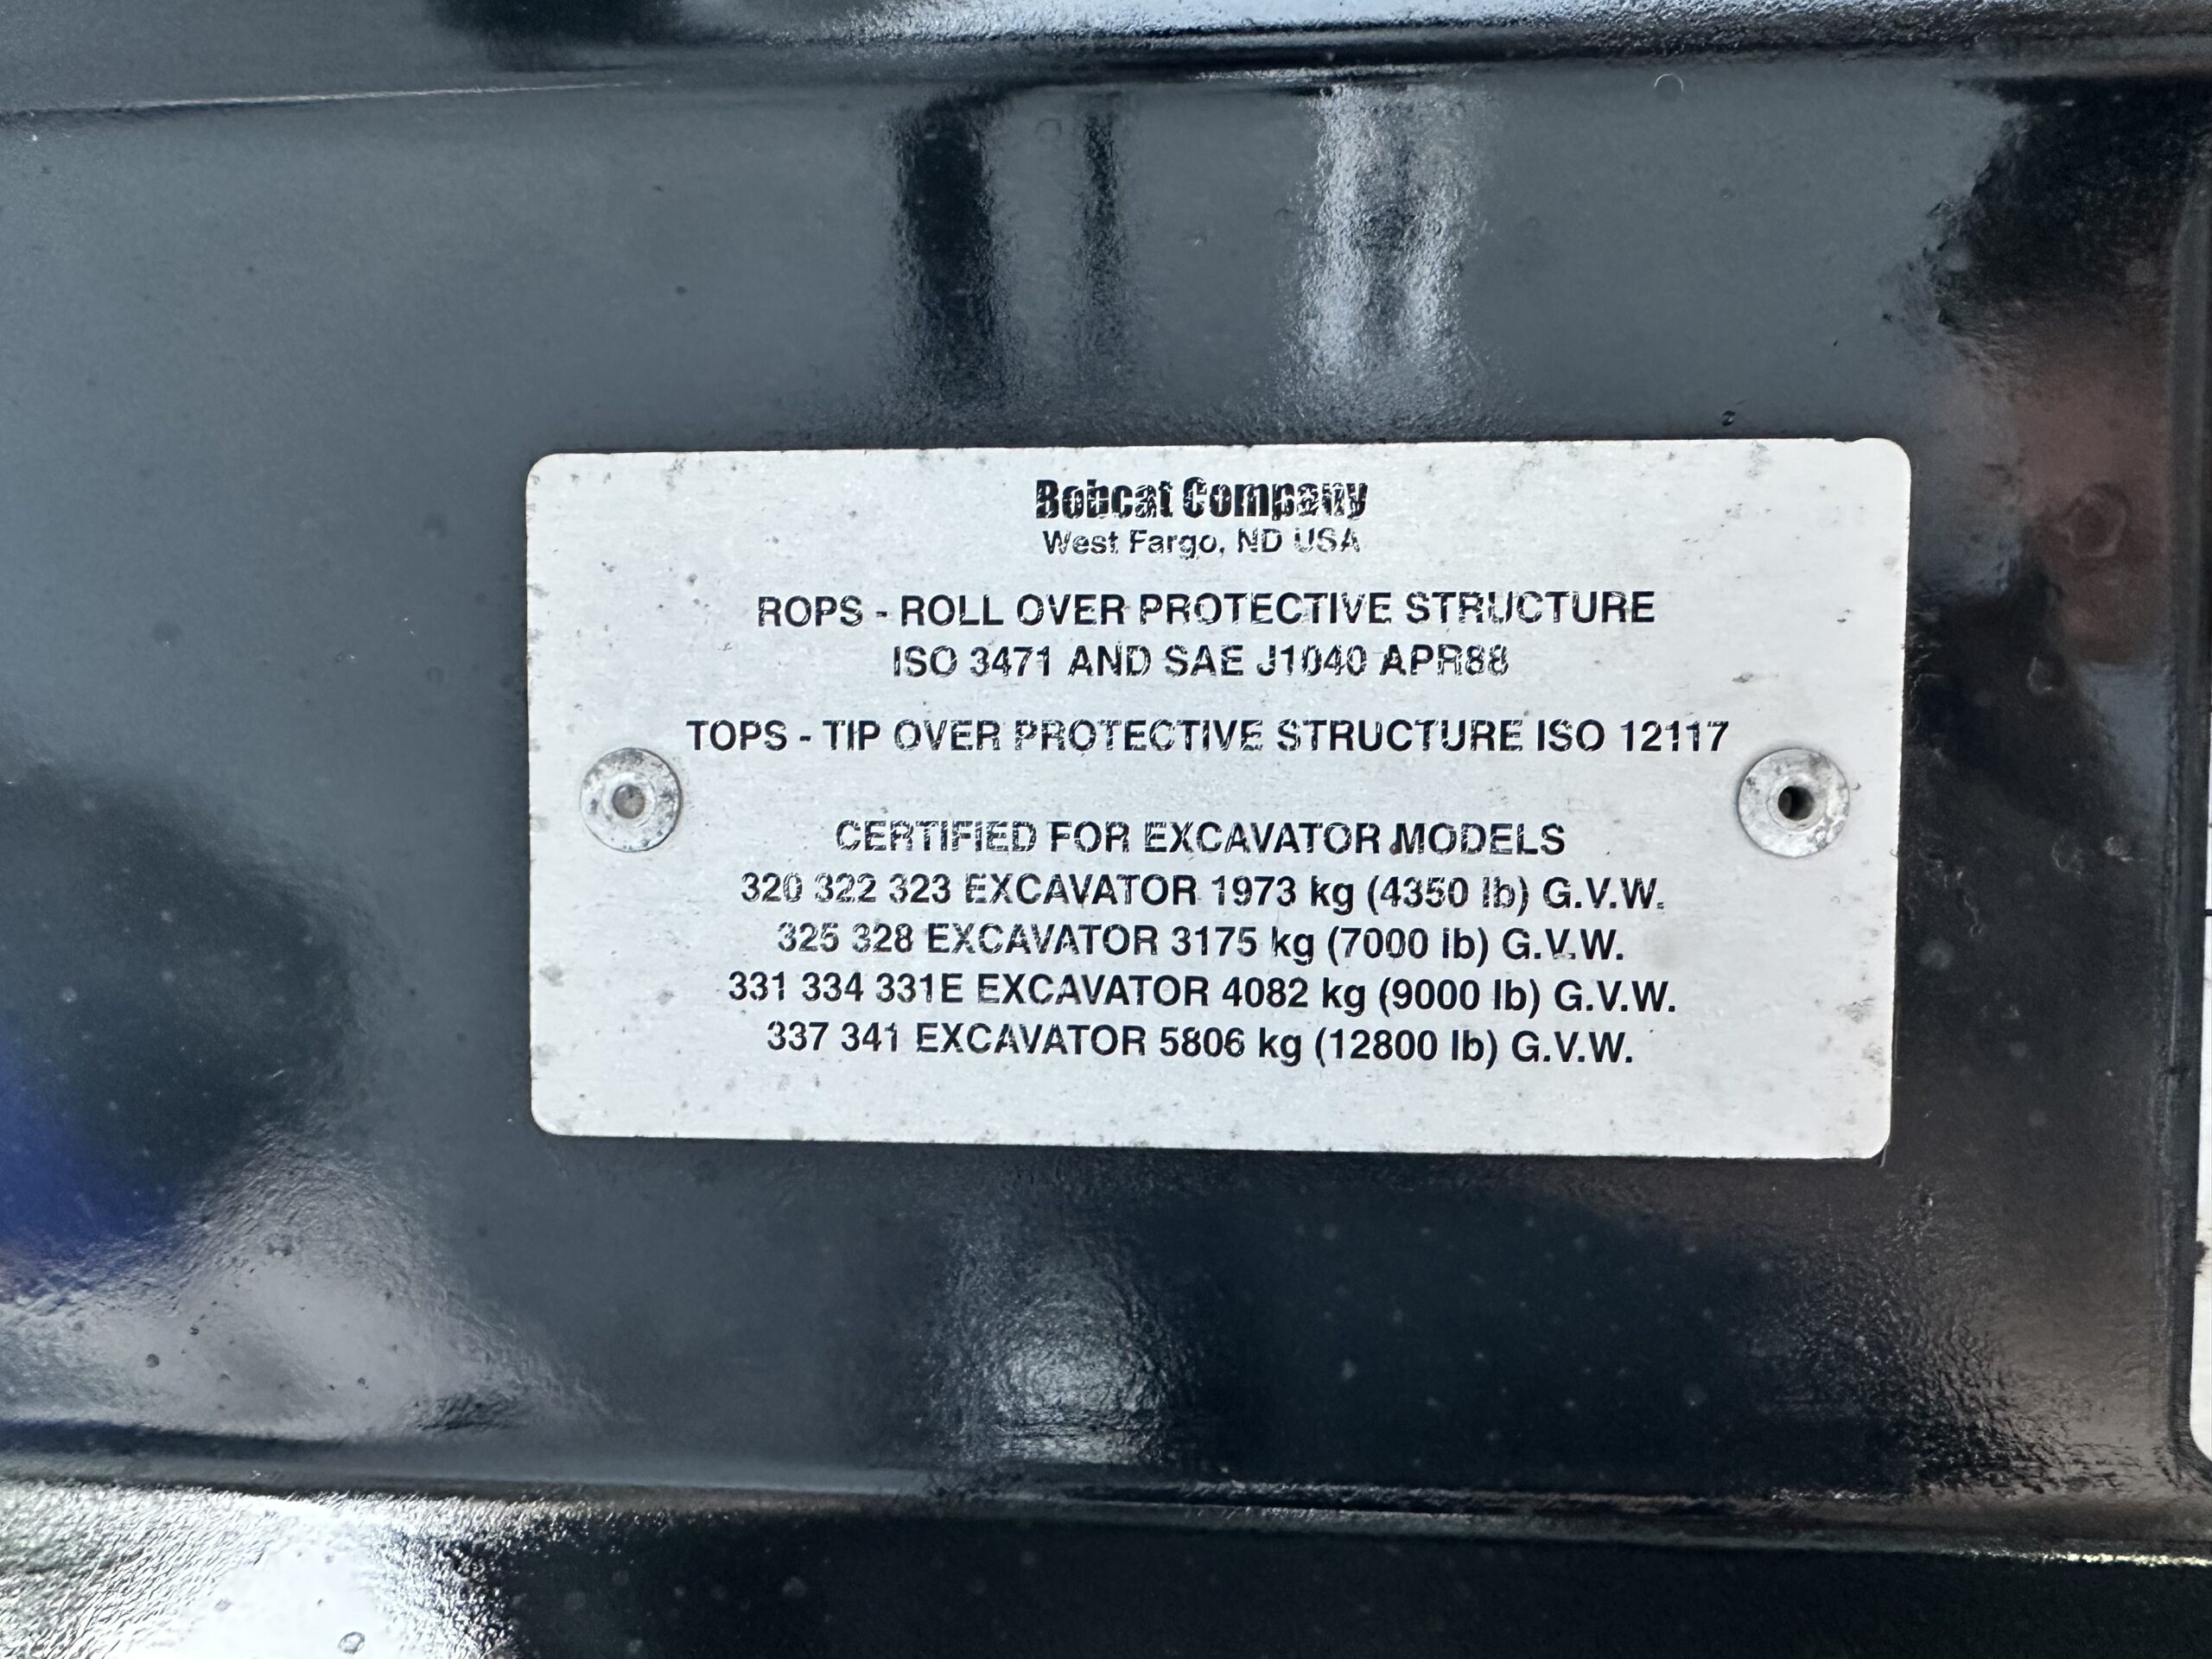 Bobcat Company
West Fargo, ND USA
ROPS - ROLL OVER PROTECTIVE STRUCTURE
ISO 3471 AND SAE J1040 APR88
TOPS - TIP OVER PROTECTIVE STRUCTURE ISO 12117
CERTIFIED FOR EXCAVATOR MODELS
320 322 323 EXCAVATOR 1973 kg (4350 lb) G.V.W.
325 328 EXCAVATOR 3175 kg (7000 lb) G.V.W.
331 334 331E EXCAVATOR 4082 kg (9000 lb) G.V.W.
337 341 EXCAVATOR 5806 kg (12800 lb) G.V.W.